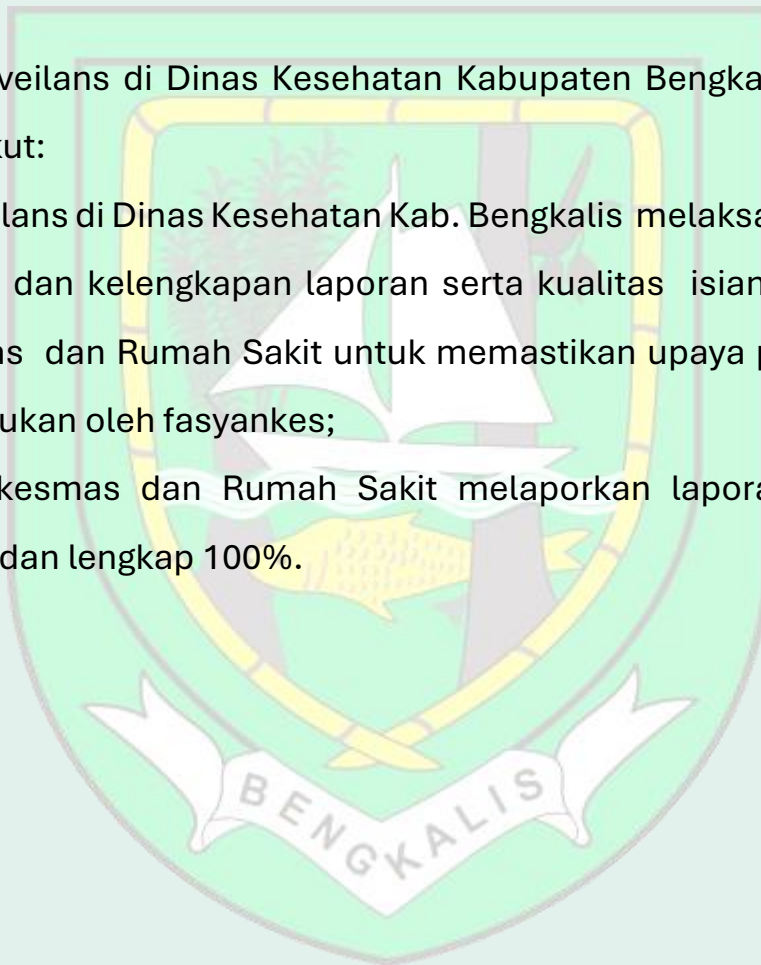 veilans di Dinas Kesehatan Kabupaten Bengka
kut:
lans di Dinas Kesehatan Kab. Bengkalis melaksa
dan kelengkapan laporan serta kualitas isian
as dan Rumah Sakit untuk memastikan upaya p
ukan oleh fasyankes;
kesmas dan Rumah Sakit melaporkan lapora
dan lengkap 100%.
BENGKALIS